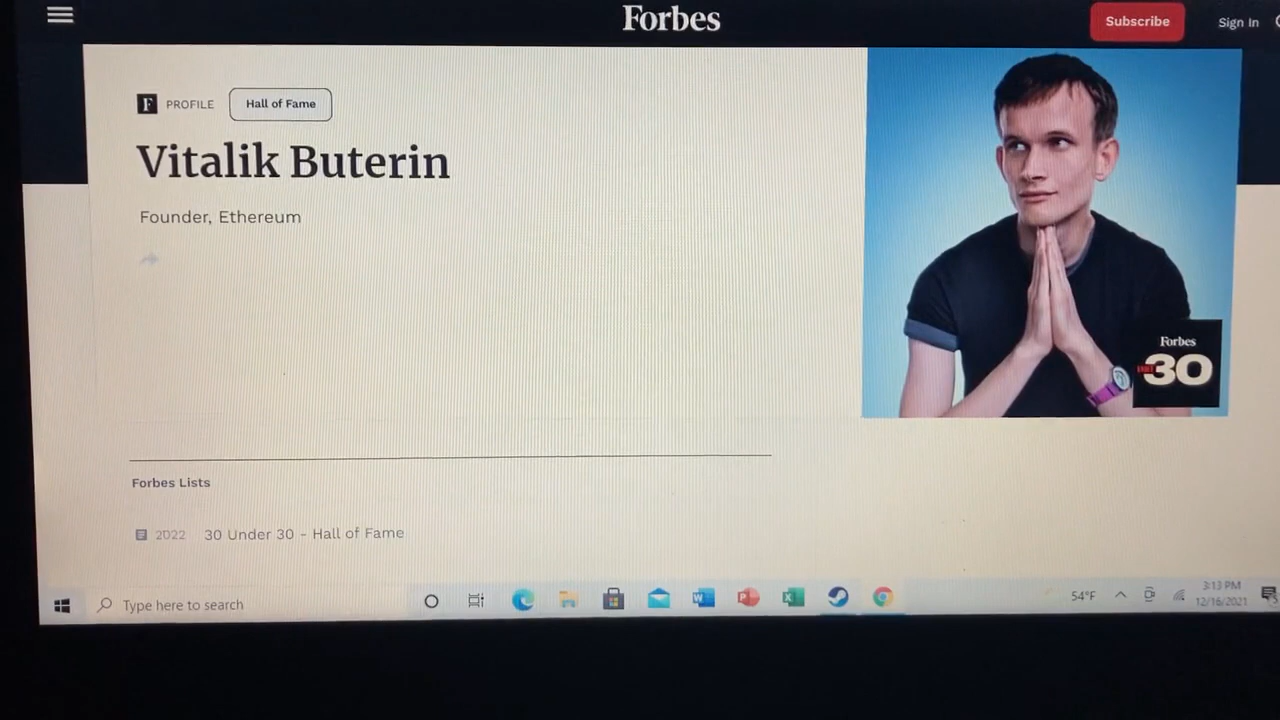 Forbes
Subscribe
Sign In
F PROFILE
Hall of Fame
Vitalik Buterin
Founder, Ethereum
Forbes
UNDER
30
Forbes Lists
2022 30 Under 30 - Hall of Fame
Type here to search
54°F
3:13 PM
12/16/2021